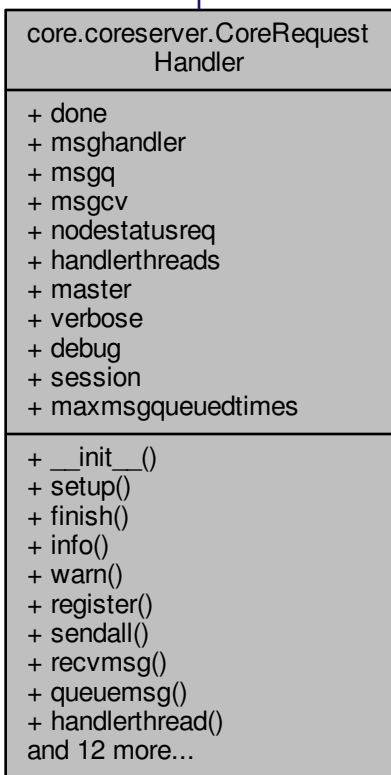 core.coreserver.CoreRequest
Handler
+ done
+ msghandler
+ msgq
+ msgcv
+ nodestatusreq
+ handlerthreads
+ master
+ verbose
+ debug
+ session
+ maxmsgqueuedtimes
+ __init__()
+ setup()
+ finish()
+ info()
+ warn()
+ register()
+ sendall()
+ recvmsg()
+ queuemsg()
+ handlerthread()
and 12 more...